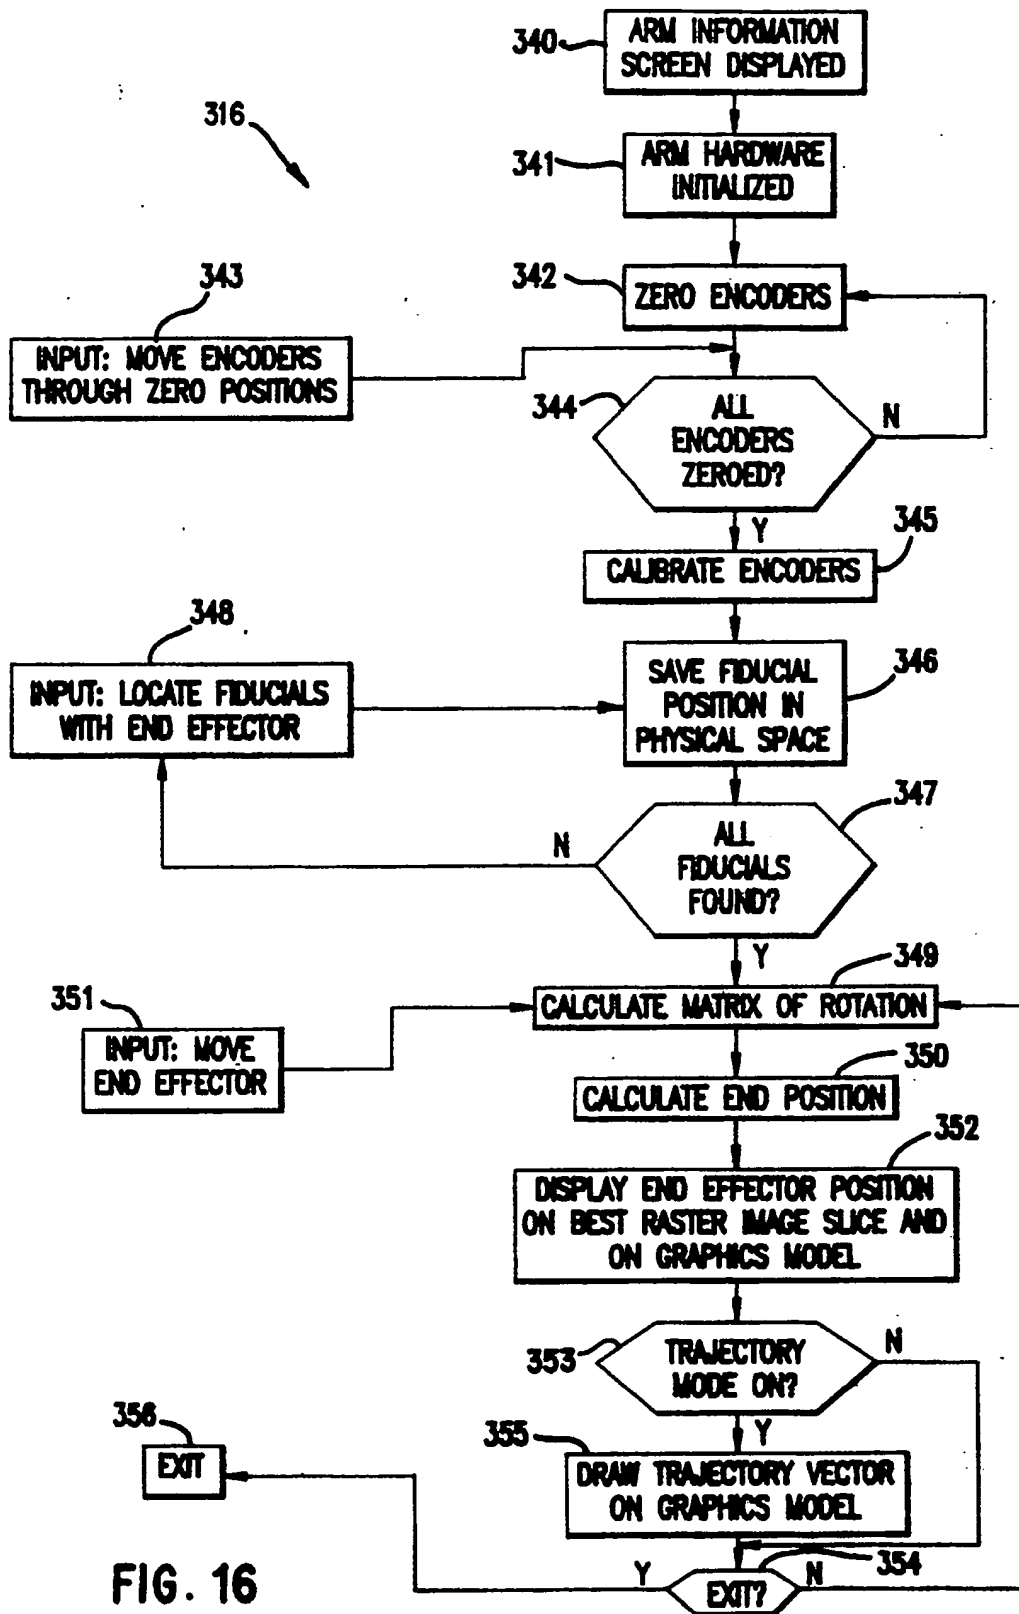 340
ARM INFORMATION
SCREEN DISPLAYED
316
341
ARM HARDWARE
INITIALIZED
343
342
ZERO ENCODERS
INPUT: MOVE ENCODERS
THROUGH ZERO POSITIONS
344
ALL
ENCODERS
ZEROED?
N
Y
345
CALIBRATE ENCODERS
348
INPUT: LOCATE FIDUCIALS
WITH END EFFECTOR
346
SAVE FIDUCIAL
POSITION IN
PHYSICAL SPACE
347
ALL
FIDUCIALS
FOUND?
N
Y
349
CALCULATE MATRIX OF ROTATION
351
INPUT: MOVE
END EFFECTOR
350
CALCULATE END POSITION
352
DISPLAY END EFFECTOR POSITION
ON BEST RASTER IMAGE SLICE AND
ON GRAPHICS MODEL
353
TRAJECTORY
MODE ON?
N
Y
356
EXIT
355
DRAW TRAJECTORY VECTOR
ON GRAPHICS MODEL
354
Y
EXIT?
N
FIG. 16